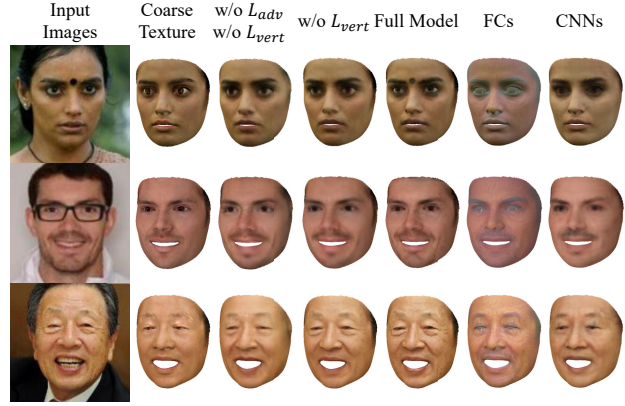 Input Images
Coarse Texture
w/o L_adv
w/o L_vert
w/o L_vert
Full Model
FCs
CNNs